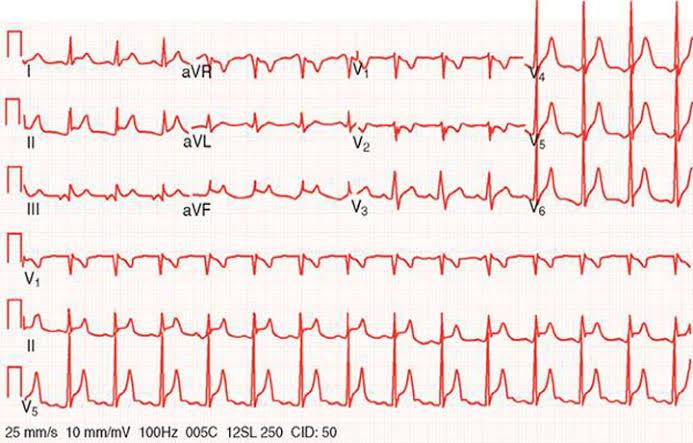 I aVR V1 V4
II aVL V2 V5
III aVF V3 V6
V1
II
V5
25 mm/s 10 mm/mV 100Hz 005C 12SL 250 CID: 50